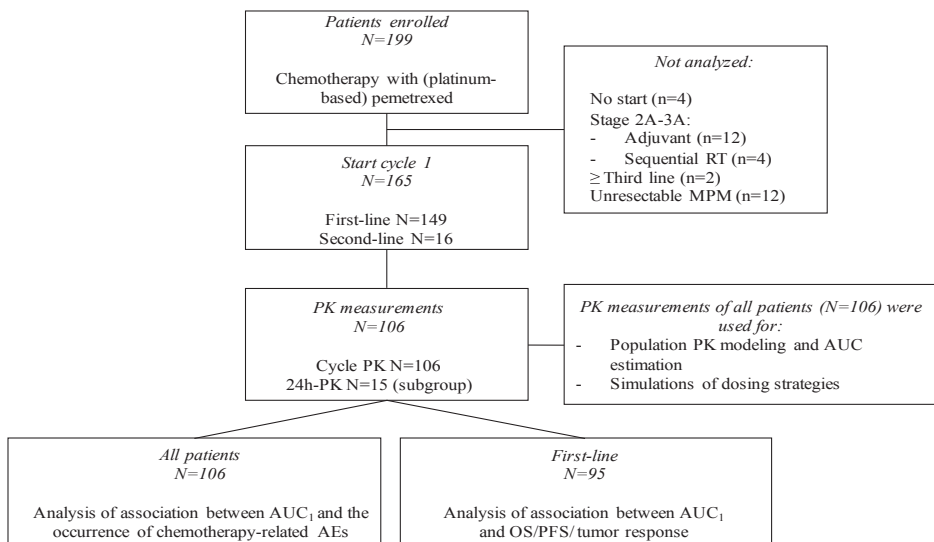 Patients enrolled
N=199
Chemotherapy with (platinum-
based) pemetrexed
Not analyzed:
No start (n=4)
Stage 2A-3A:
- Adjuvant (n=12)
- Sequential RT (n=4)
≥ Third line (n=2)
Unresectable MPM (n=12)
Start cycle 1
N=165
First-line N=149
Second-line N=16
PK measurements
N=106
Cycle PK N=106
24h-PK N=15 (subgroup)
PK measurements of all patients (N=106) were
used for:
- Population PK modeling and AUC
estimation
- Simulations of dosing strategies
All patients
N=106
Analysis of association between AUC₁ and the
occurrence of chemotherapy-related AEs
First-line
N=95
Analysis of association between AUC₁
and OS/PFS/ tumor response